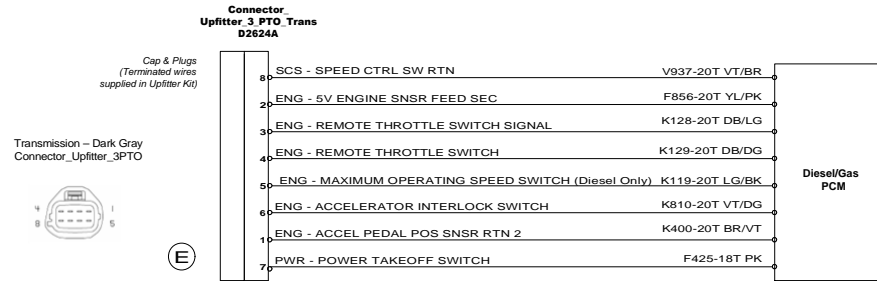 Connector_
Upfitter_3_PTO_Trans
D2624A
Cap & Plugs
(Terminated wires
supplied in Upfitter Kit)
8 SCS - SPEED CTRL SW RTN V937-20T VT/BR
2 ENG - 5V ENGINE SNSR FEED SEC F856-20T YL/PK
3 ENG - REMOTE THROTTLE SWITCH SIGNAL K128-20T DB/LG
4 ENG - REMOTE THROTTLE SWITCH K129-20T DB/DG
5 ENG - MAXIMUM OPERATING SPEED SWITCH (Diesel Only) K119-20T LG/BK
6 ENG - ACCELERATOR INTERLOCK SWITCH K810-20T VT/DG
1 ENG - ACCEL PEDAL POS SNSR RTN 2 K400-20T BR/VT
7 PWR - POWER TAKEOFF SWITCH F425-18T PK
Diesel/Gas
PCM
Transmission – Dark Gray
Connector_Upfitter_3PTO
4 1
8 5
E